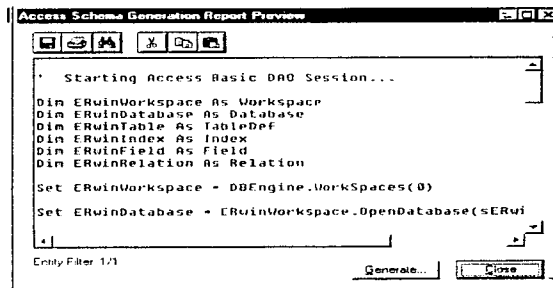 Access Schema Generation Report Preview
' Starting Access Basic DAO Session...
Dim ERwinWorkspace As Workspace
Dim ERwinDatabase As Database
Dim ERwinTable As TableDef
Dim ERwinIndex As Index
Dim ERwinField As Field
Dim ERwinRelation As Relation
Set ERwinWorkspace = DBEngine.WorkSpaces(0)
Set ERwinDatabase = ERwinWorkspace.OpenDatabase(sERwi
Entity Filter: 1/1
Generate... Close